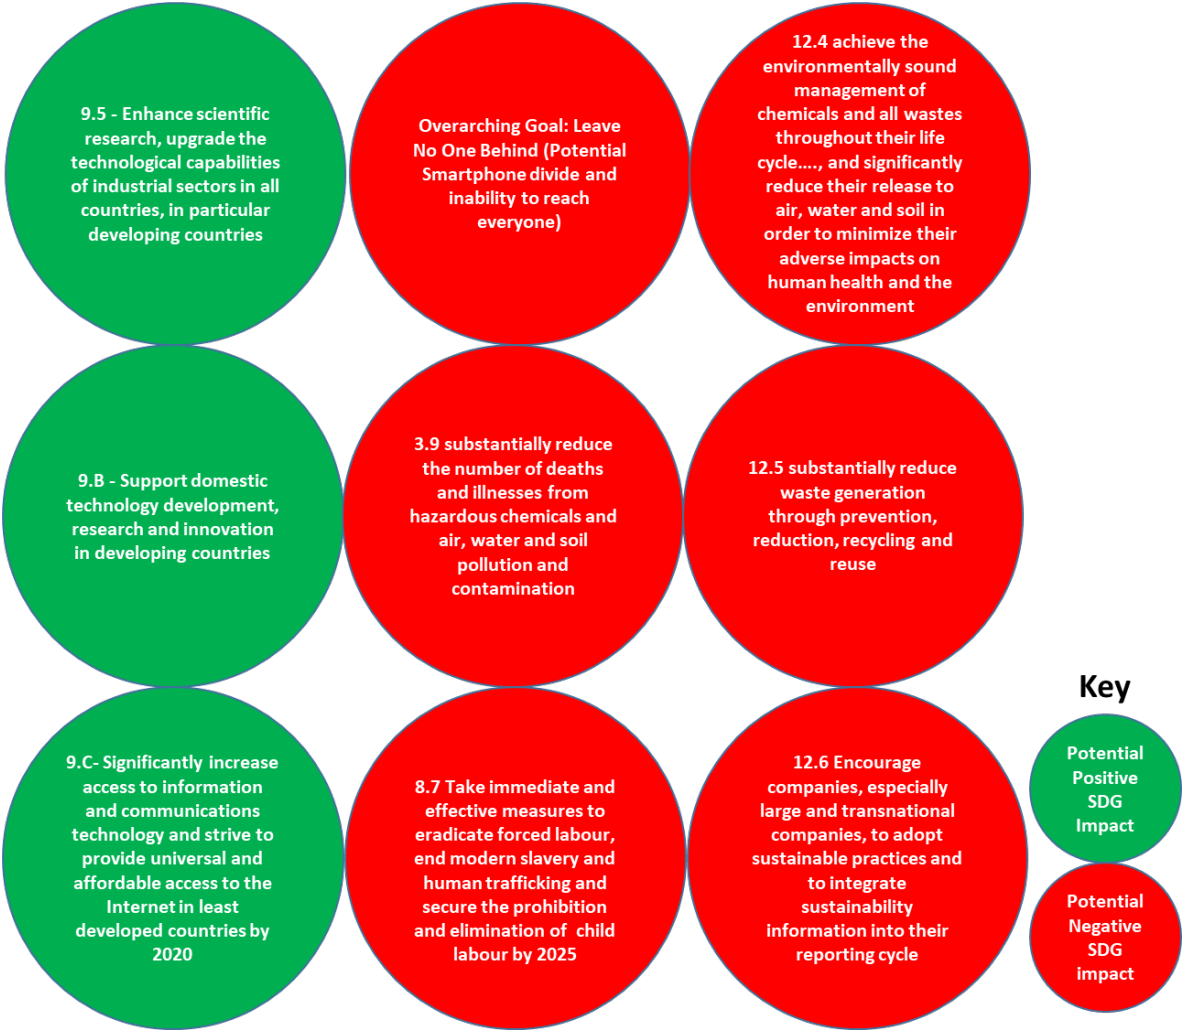 9.5 - Enhance scientific
research, upgrade the
technological capabilities
of industrial sectors in all
countries, in particular
developing countries
Overarching Goal: Leave
No One Behind (Potential
Smartphone divide and
inability to reach
everyone)
12.4 achieve the
environmentally sound
management of
chemicals and all wastes
throughout their life
cycle…., and significantly
reduce their release to
air, water and soil in
order to minimize their
adverse impacts on
human health and the
environment
9.B - Support domestic
technology development,
research and innovation
in developing countries
3.9 substantially reduce
the number of deaths
and illnesses from
hazardous chemicals and
air, water and soil
pollution and
contamination
12.5 substantially reduce
waste generation
through prevention,
reduction, recycling and
reuse
9.C- Significantly increase
access to information
and communications
technology and strive to
provide universal and
affordable access to the
Internet in least
developed countries by
2020
8.7 Take immediate and
effective measures to
eradicate forced labour,
end modern slavery and
human trafficking and
secure the prohibition
and elimination of child
labour by 2025
12.6 Encourage
companies, especially
large and transnational
companies, to adopt
sustainable practices and
to integrate
sustainability
information into their
reporting cycle
Key
Potential
Positive
SDG
Impact
Potential
Negative
SDG
impact